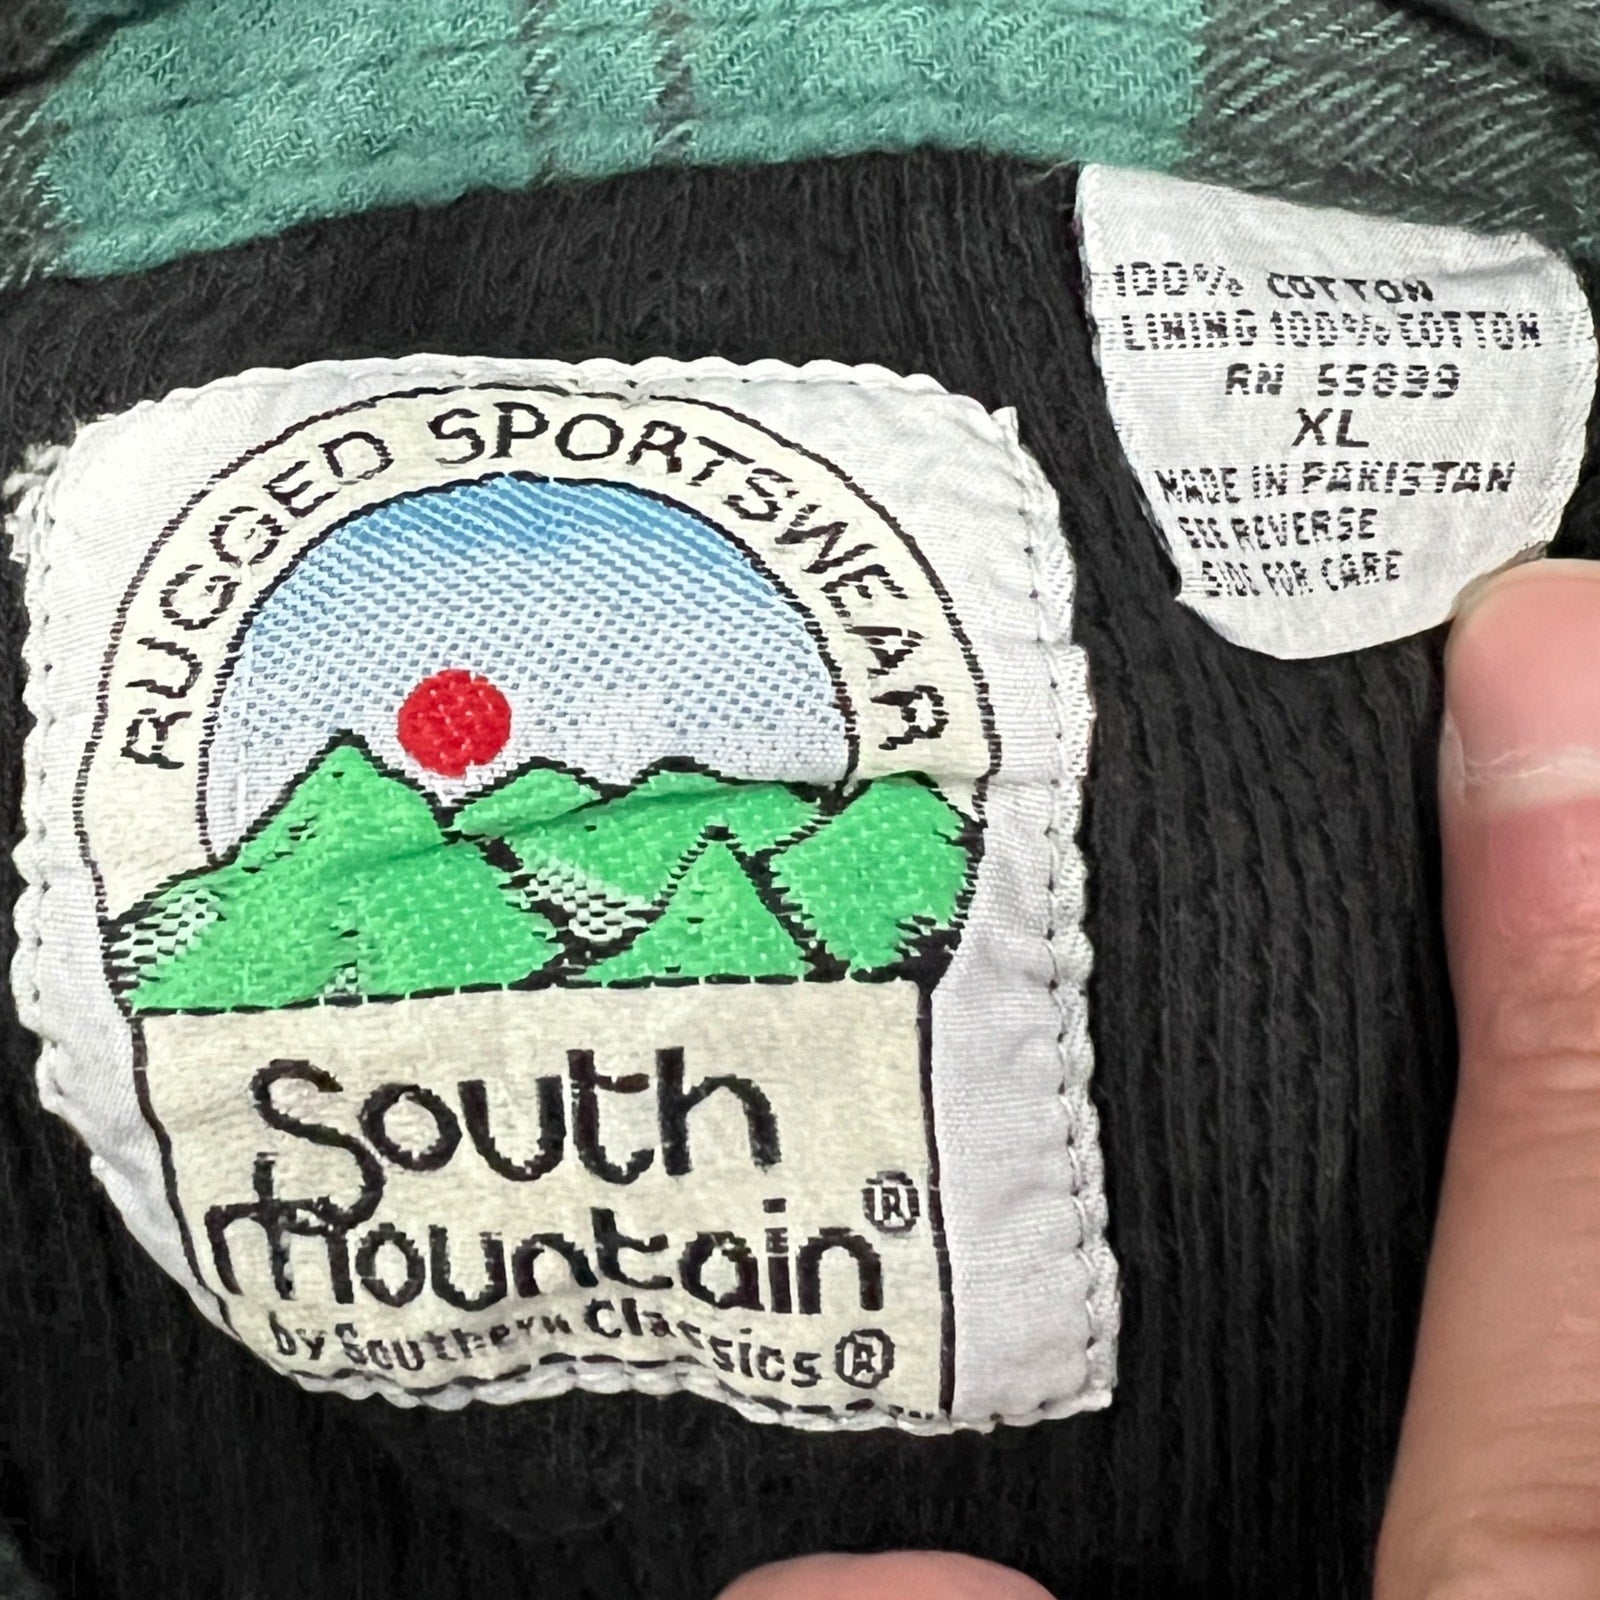 RUGGED SPORTSWEAR
South
Mountain®
by Southern Classics®
100% COTTON
LINING 100% COTTON
RN 55899
XL
MADE IN PAKISTAN
SEE REVERSE
SIDE FOR CARE